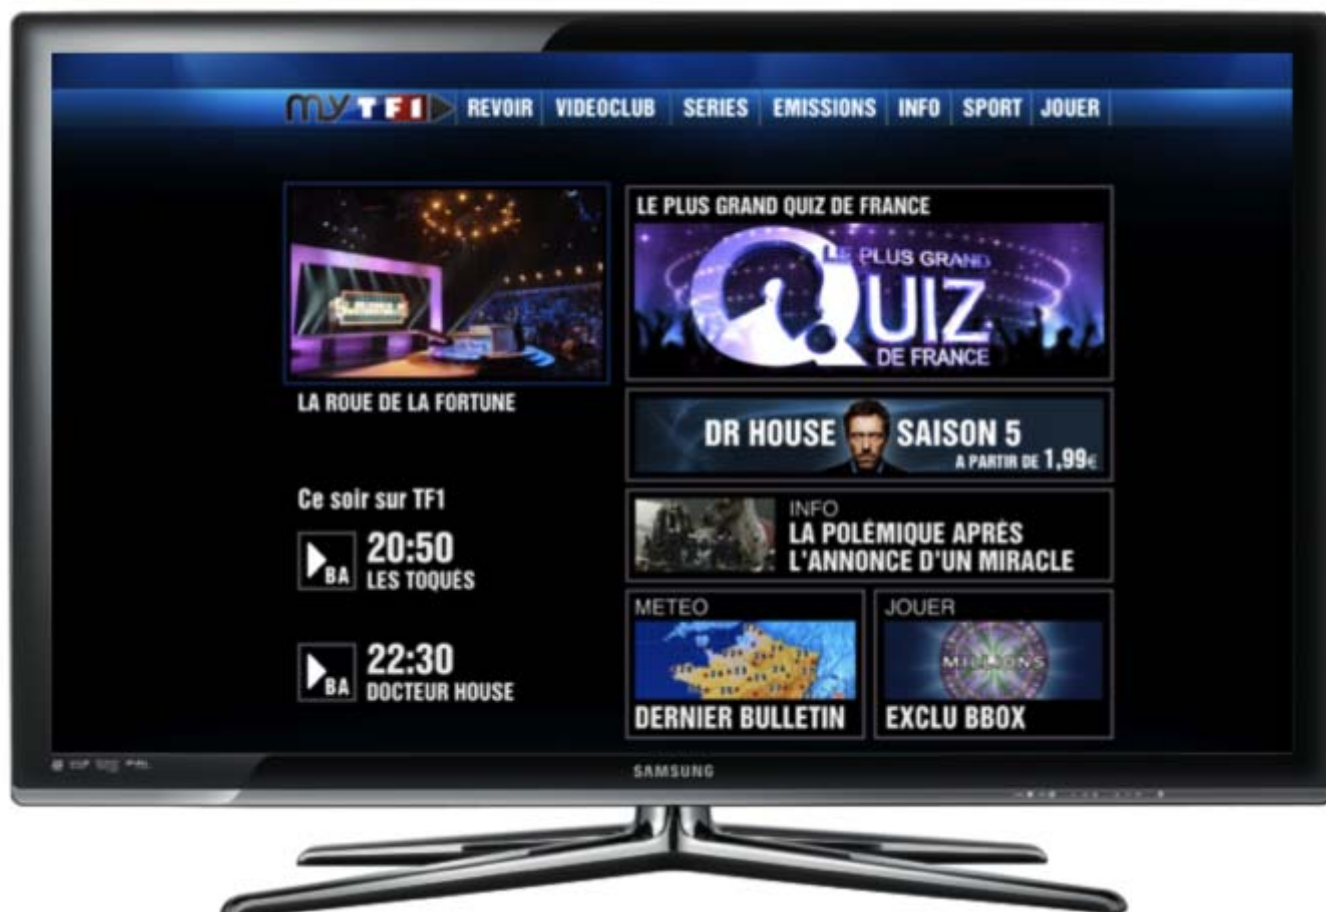 my TF1
REVOIR
VIDEOCLUB
SERIES
EMISSIONS
INFO
SPORT
JOUER
LA ROUE DE LA FORTUNE
Ce soir sur TF1
BA
20:50
LES TOQUÉS
BA
22:30
DOCTEUR HOUSE
LE PLUS GRAND QUIZ DE FRANCE
LE PLUS GRAND
QUIZ
DE FRANCE
DR HOUSE SAISON 5
A PARTIR DE 1,99€
INFO
LA POLÉMIQUE APRÈS
L'ANNONCE D'UN MIRACLE
METEO
DERNIER BULLETIN
JOUER
MILLIONS
EXCLU BBOX
SAMSUNG